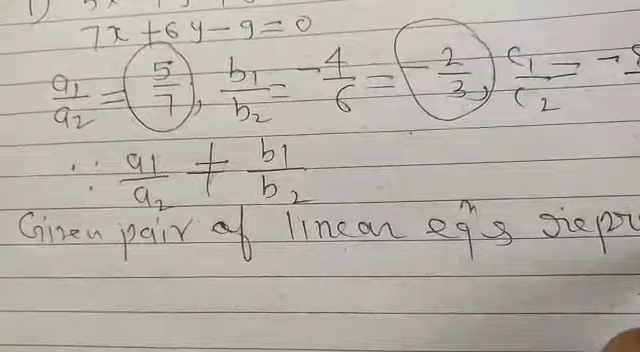 7x + 6y - 9 = 0
a1/a2 = 5/7, b1/b2 = -4/6 = -2/3, c1/c2 = -
∵ a1/a2 ≠ b1/b2
Given pair of linear eqⁿs